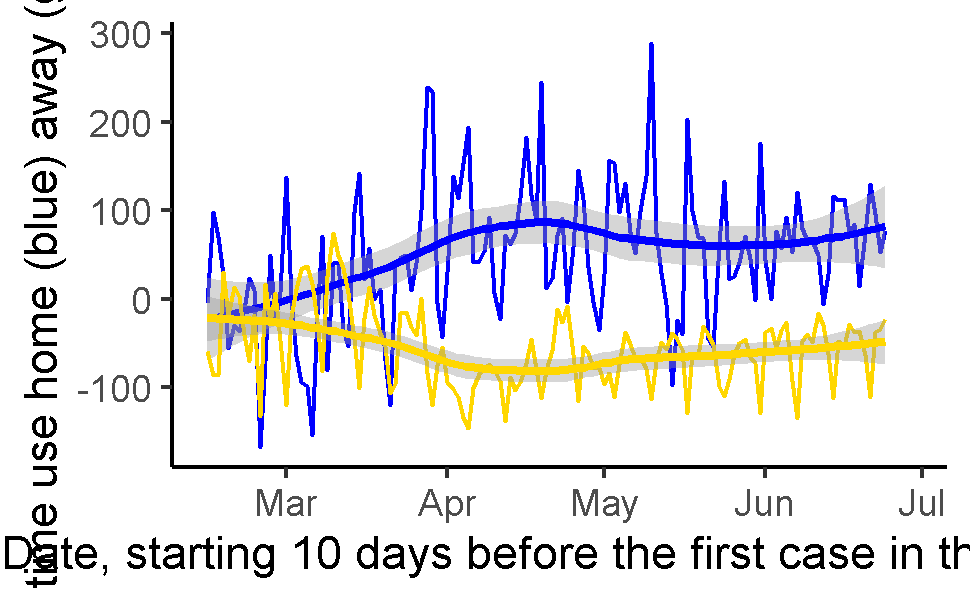 time use home (blue) away (
300
200
100
0
-100
Mar Apr May Jun Jul
Date, starting 10 days before the first case in th